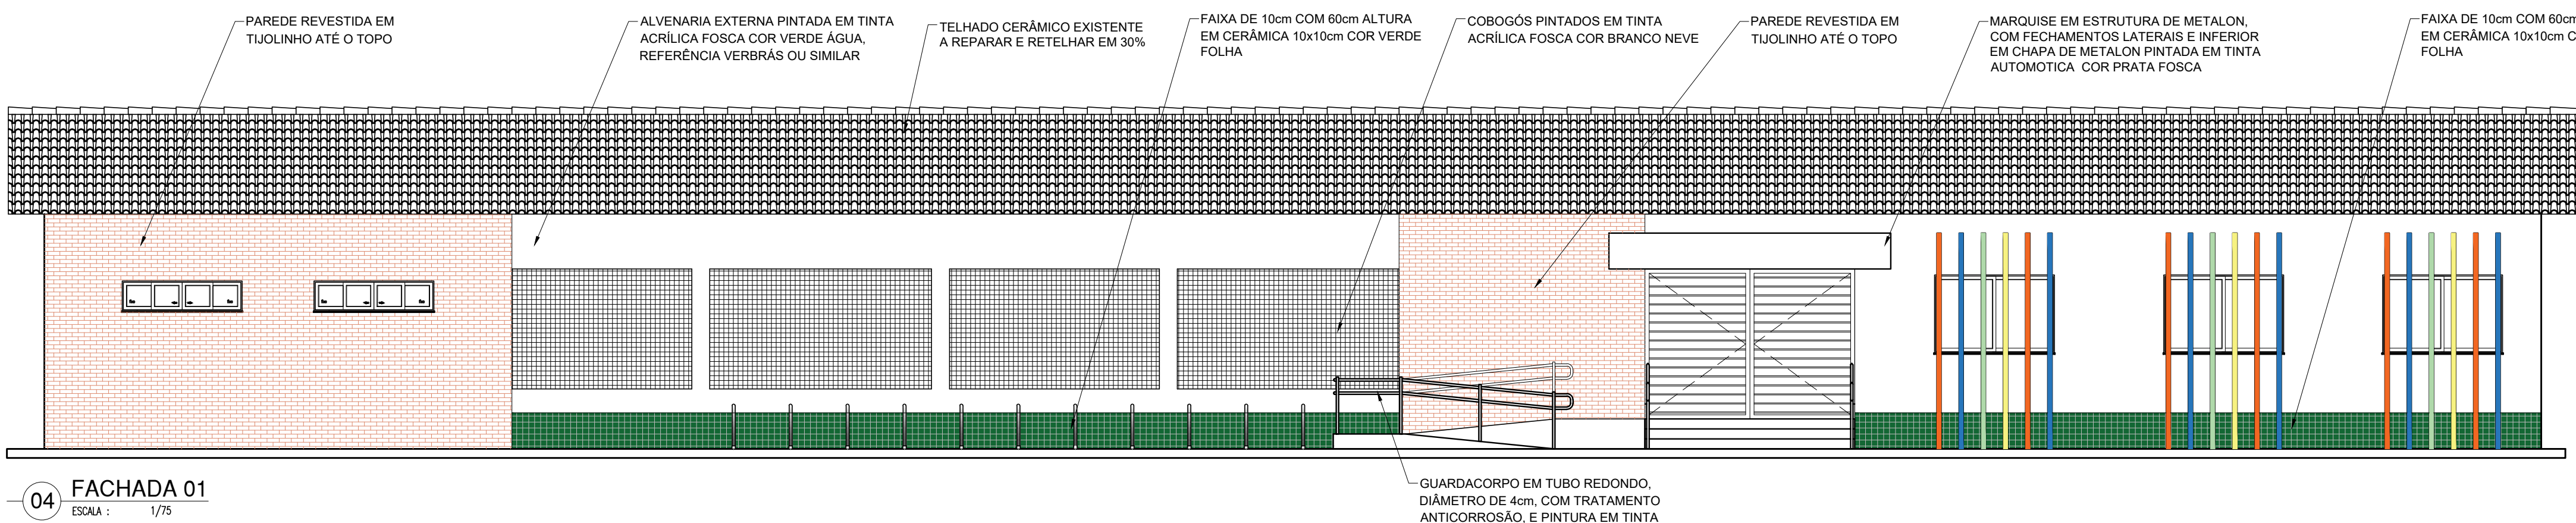 PAREDE REVESTIDA EM
TIJOLINHO ATÉ O TOPO
ALVENARIA EXTERNA PINTADA EM TINTA
ACRÍLICA FOSCA COR VERDE ÁGUA,
REFERÊNCIA VERBRÁS OU SIMILAR
TELHADO CERÂMICO EXISTENTE
A REPARAR E RETELHAR EM 30%
FAIXA DE 10cm COM 60cm ALTURA
EM CERÂMICA 10x10cm COR VERDE
FOLHA
COBOGÓS PINTADOS EM TINTA
ACRÍLICA FOSCA COR BRANCO NEVE
PAREDE REVESTIDA EM
TIJOLINHO ATÉ O TOPO
MARQUISE EM ESTRUTURA DE METALON,
COM FECHAMENTOS LATERAIS E INFERIOR
EM CHAPA DE METALON PINTADA EM TINTA
AUTOMOTICA COR PRATA FOSCA
FAIXA DE 10cm COM 60cm
EM CERÂMICA 10x10cm
FOLHA
GUARDACORPO EM TUBO REDONDO,
DIÂMETRO DE 4cm, COM TRATAMENTO
ANTICORROSÃO, E PINTURA EM TINTA
04
FACHADA 01
ESCALA : 1/75